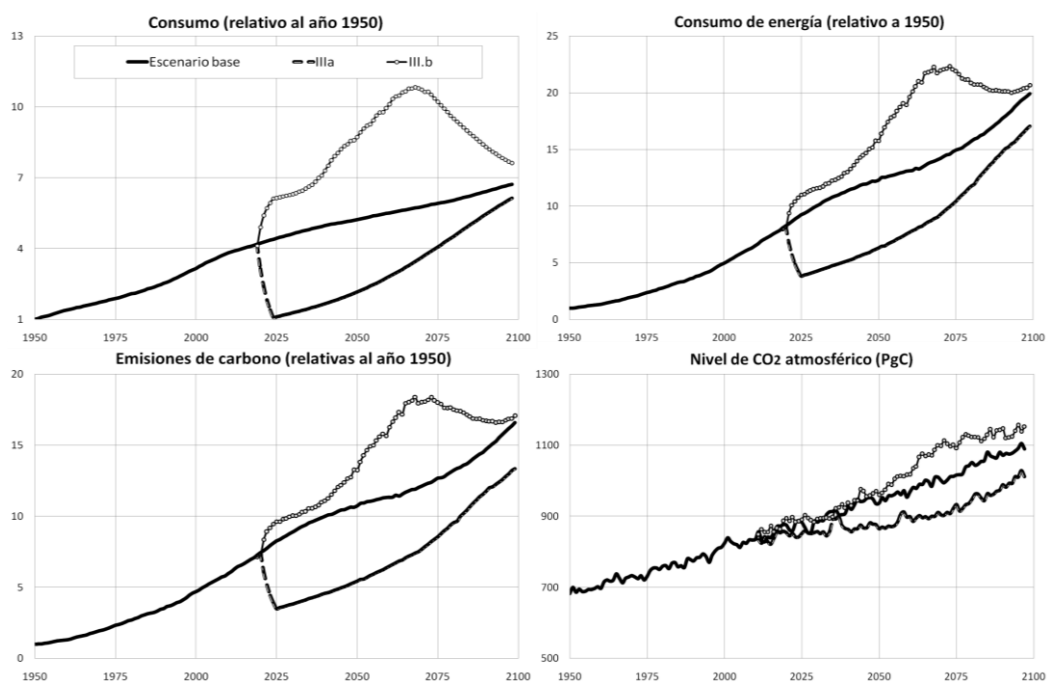 Consumo (relativo al año 1950)
13
10
7
4
1
Escenario base
IIIa
III.b
1950 1975 2000 2025 2050 2075 2100
Consumo de energía (relativo a 1950)
25
20
15
10
5
0
1950 1975 2000 2025 2050 2075 2100
Emisiones de carbono (relativas al año 1950)
20
15
10
5
0
1950 1975 2000 2025 2050 2075 2100
Nivel de CO2 atmosférico (PgC)
1300
1100
900
700
500
1950 1975 2000 2025 2050 2075 2100